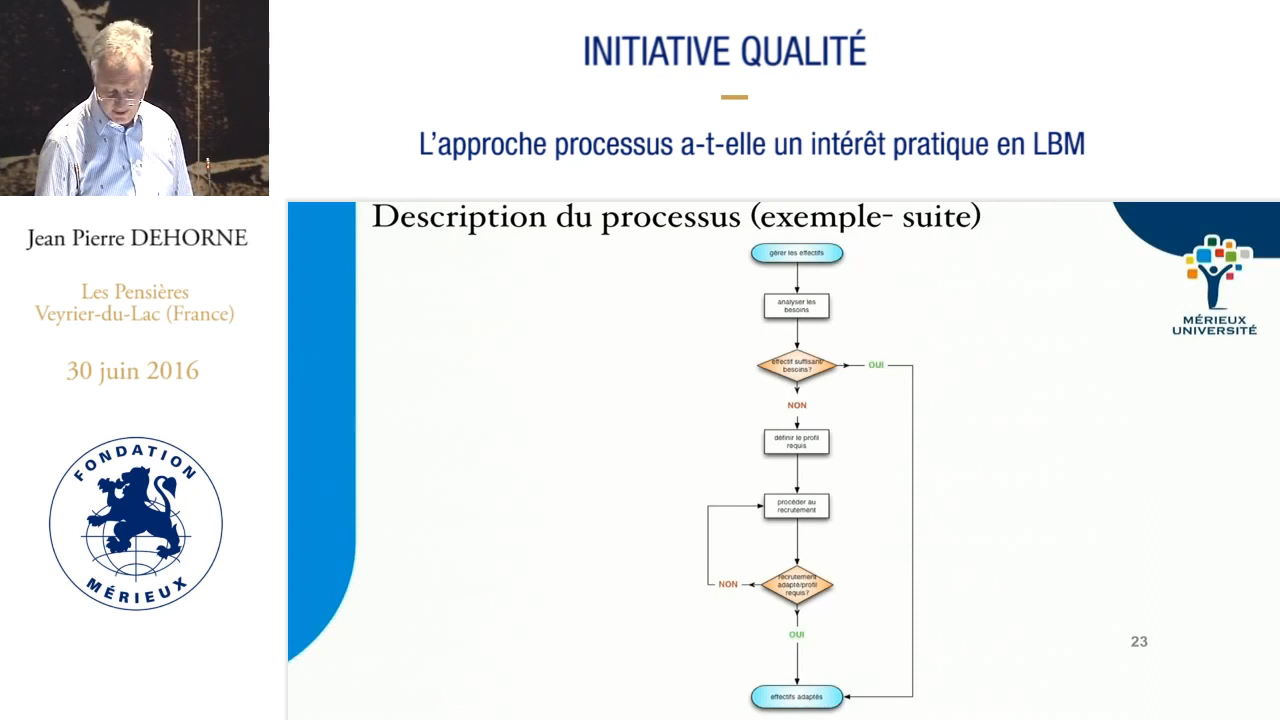 INITIATIVE QUALITÉ
L'approche processus a-t-elle un intérêt pratique en LBM
Jean Pierre DEHORNE
Les Pensières
Veyrier-du-Lac (France)
30 juin 2016
FONDATION
MÉRIEUX
Description du processus (exemple- suite)
MÉRIEUX
UNIVERSITÉ
gérer les effectifs
analyser les
besoins
effectif suffisant/
besoins?
OUI
NON
définir le profil
requis
procéder au
recrutement
recrutement
adapté/profil
requis?
NON
OUI
effectifs adaptés
23